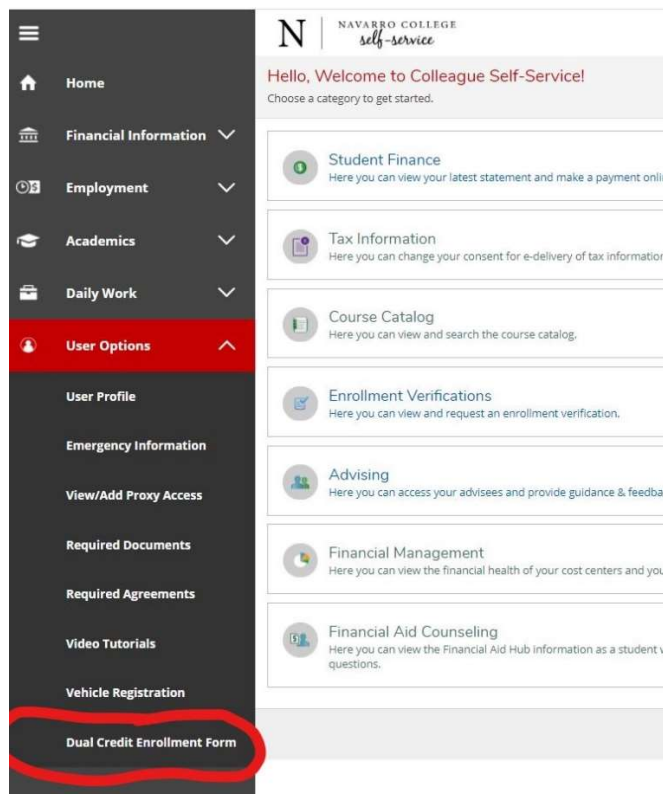 Home
Financial Information
Employment
Academics
Daily Work
User Options
User Profile
Emergency Information
View/Add Proxy Access
Required Documents
Required Agreements
Video Tutorials
Vehicle Registration
Dual Credit Enrollment Form
N
NAVARRO COLLEGE
self-service
Hello, Welcome to Colleague Self-Service!
Choose a category to get started.
Student Finance
Here you can view your latest statement and make a payment onli
Tax Information
Here you can change your consent for e-delivery of tax information
Course Catalog
Here you can view and search the course catalog.
Enrollment Verifications
Here you can view and request an enrollment verification.
Advising
Here you can access your advisees and provide guidance & feedba
Financial Management
Here you can view the financial health of your cost centers and you
Financial Aid Counseling
Here you can view the Financial Aid Hub information as a student w
questions.